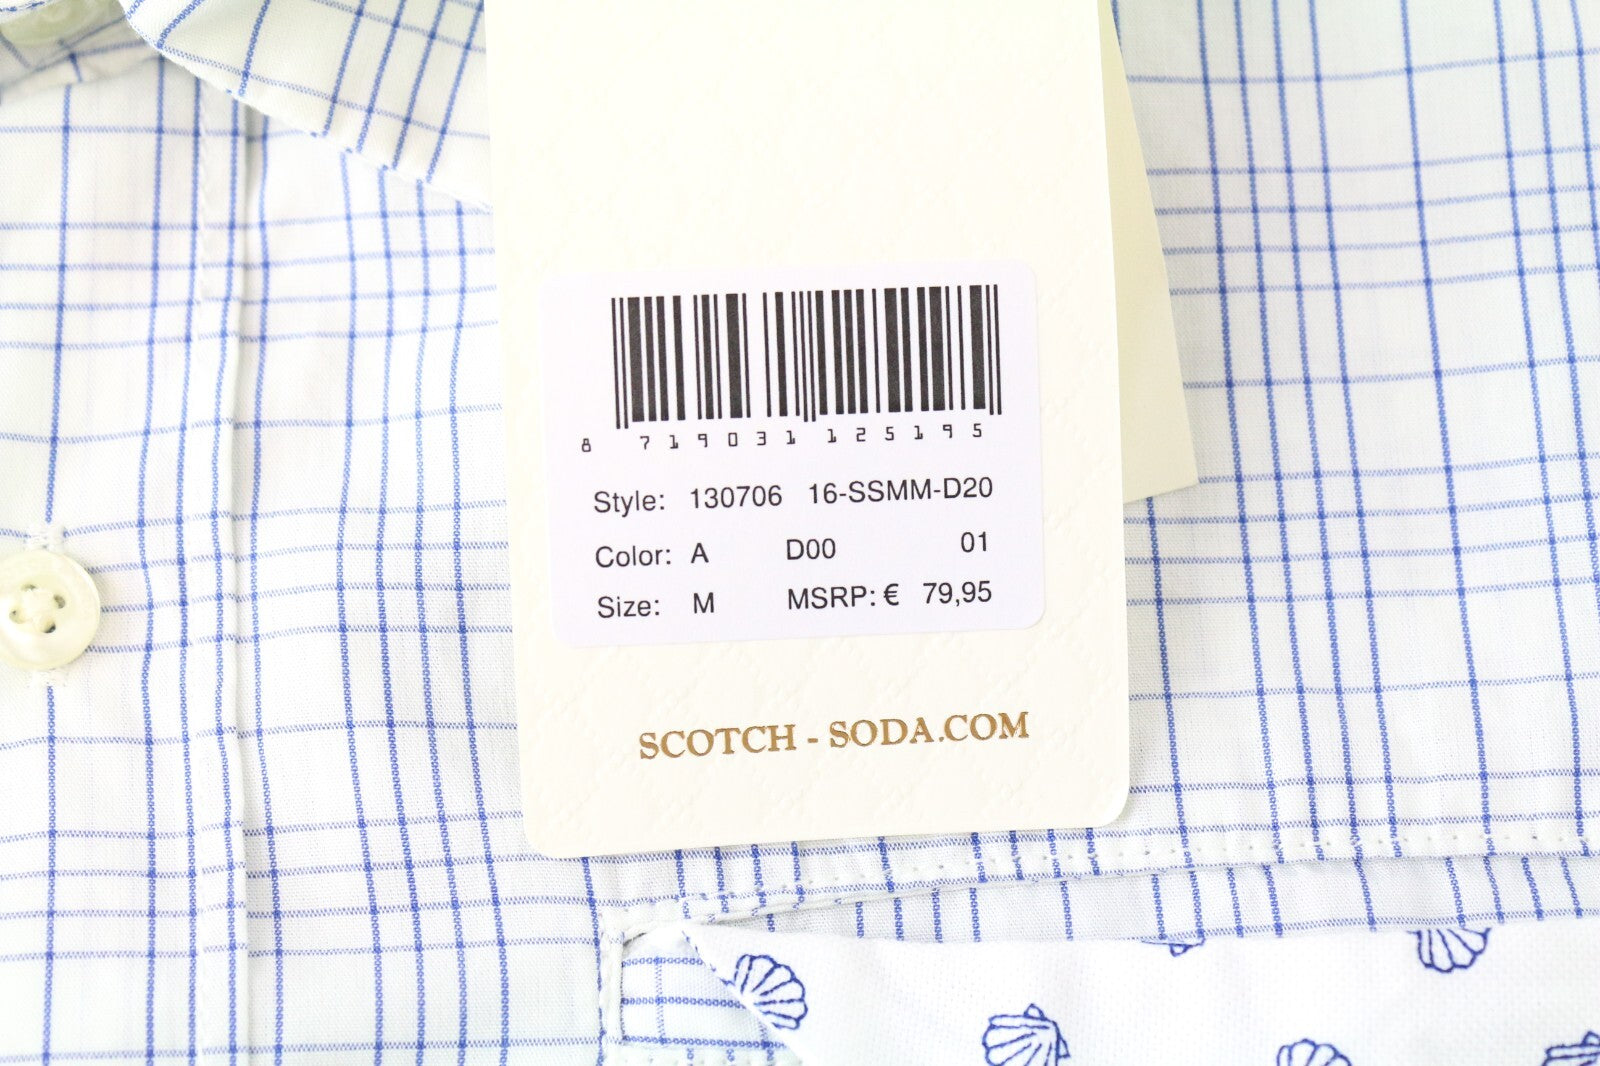 8 719031 125195
Style: 130706 16-SSMM-D20
Color: A D00 01
Size: M MSRP: € 79,95
SCOTCH - SODA.COM